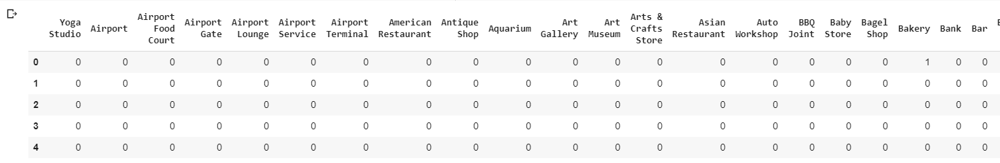 Yoga Studio Airport Airport Food Court Airport Gate Airport Lounge Airport Service Airport Terminal American Restaurant Antique Shop Aquarium Art Gallery Art Museum Arts & Crafts Store Asian Restaurant Auto Workshop BBQ Joint Baby Store Bagel Shop Bakery Bank Bar
0 0 0 0 0 0 0 0 0 0 0 0 0 0 0 0 0 0 0 1 0 0
1 0 0 0 0 0 0 0 0 0 0 0 0 0 0 0 0 0 0 0 0 0
2 0 0 0 0 0 0 0 0 0 0 0 0 0 0 0 0 0 0 0 0 0
3 0 0 0 0 0 0 0 0 0 0 0 0 0 0 0 0 0 0 0 0 0
4 0 0 0 0 0 0 0 0 0 0 0 0 0 0 0 0 0 0 0 0 0